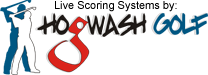 Live Scoring Systems by:
HOGWASH GOLF